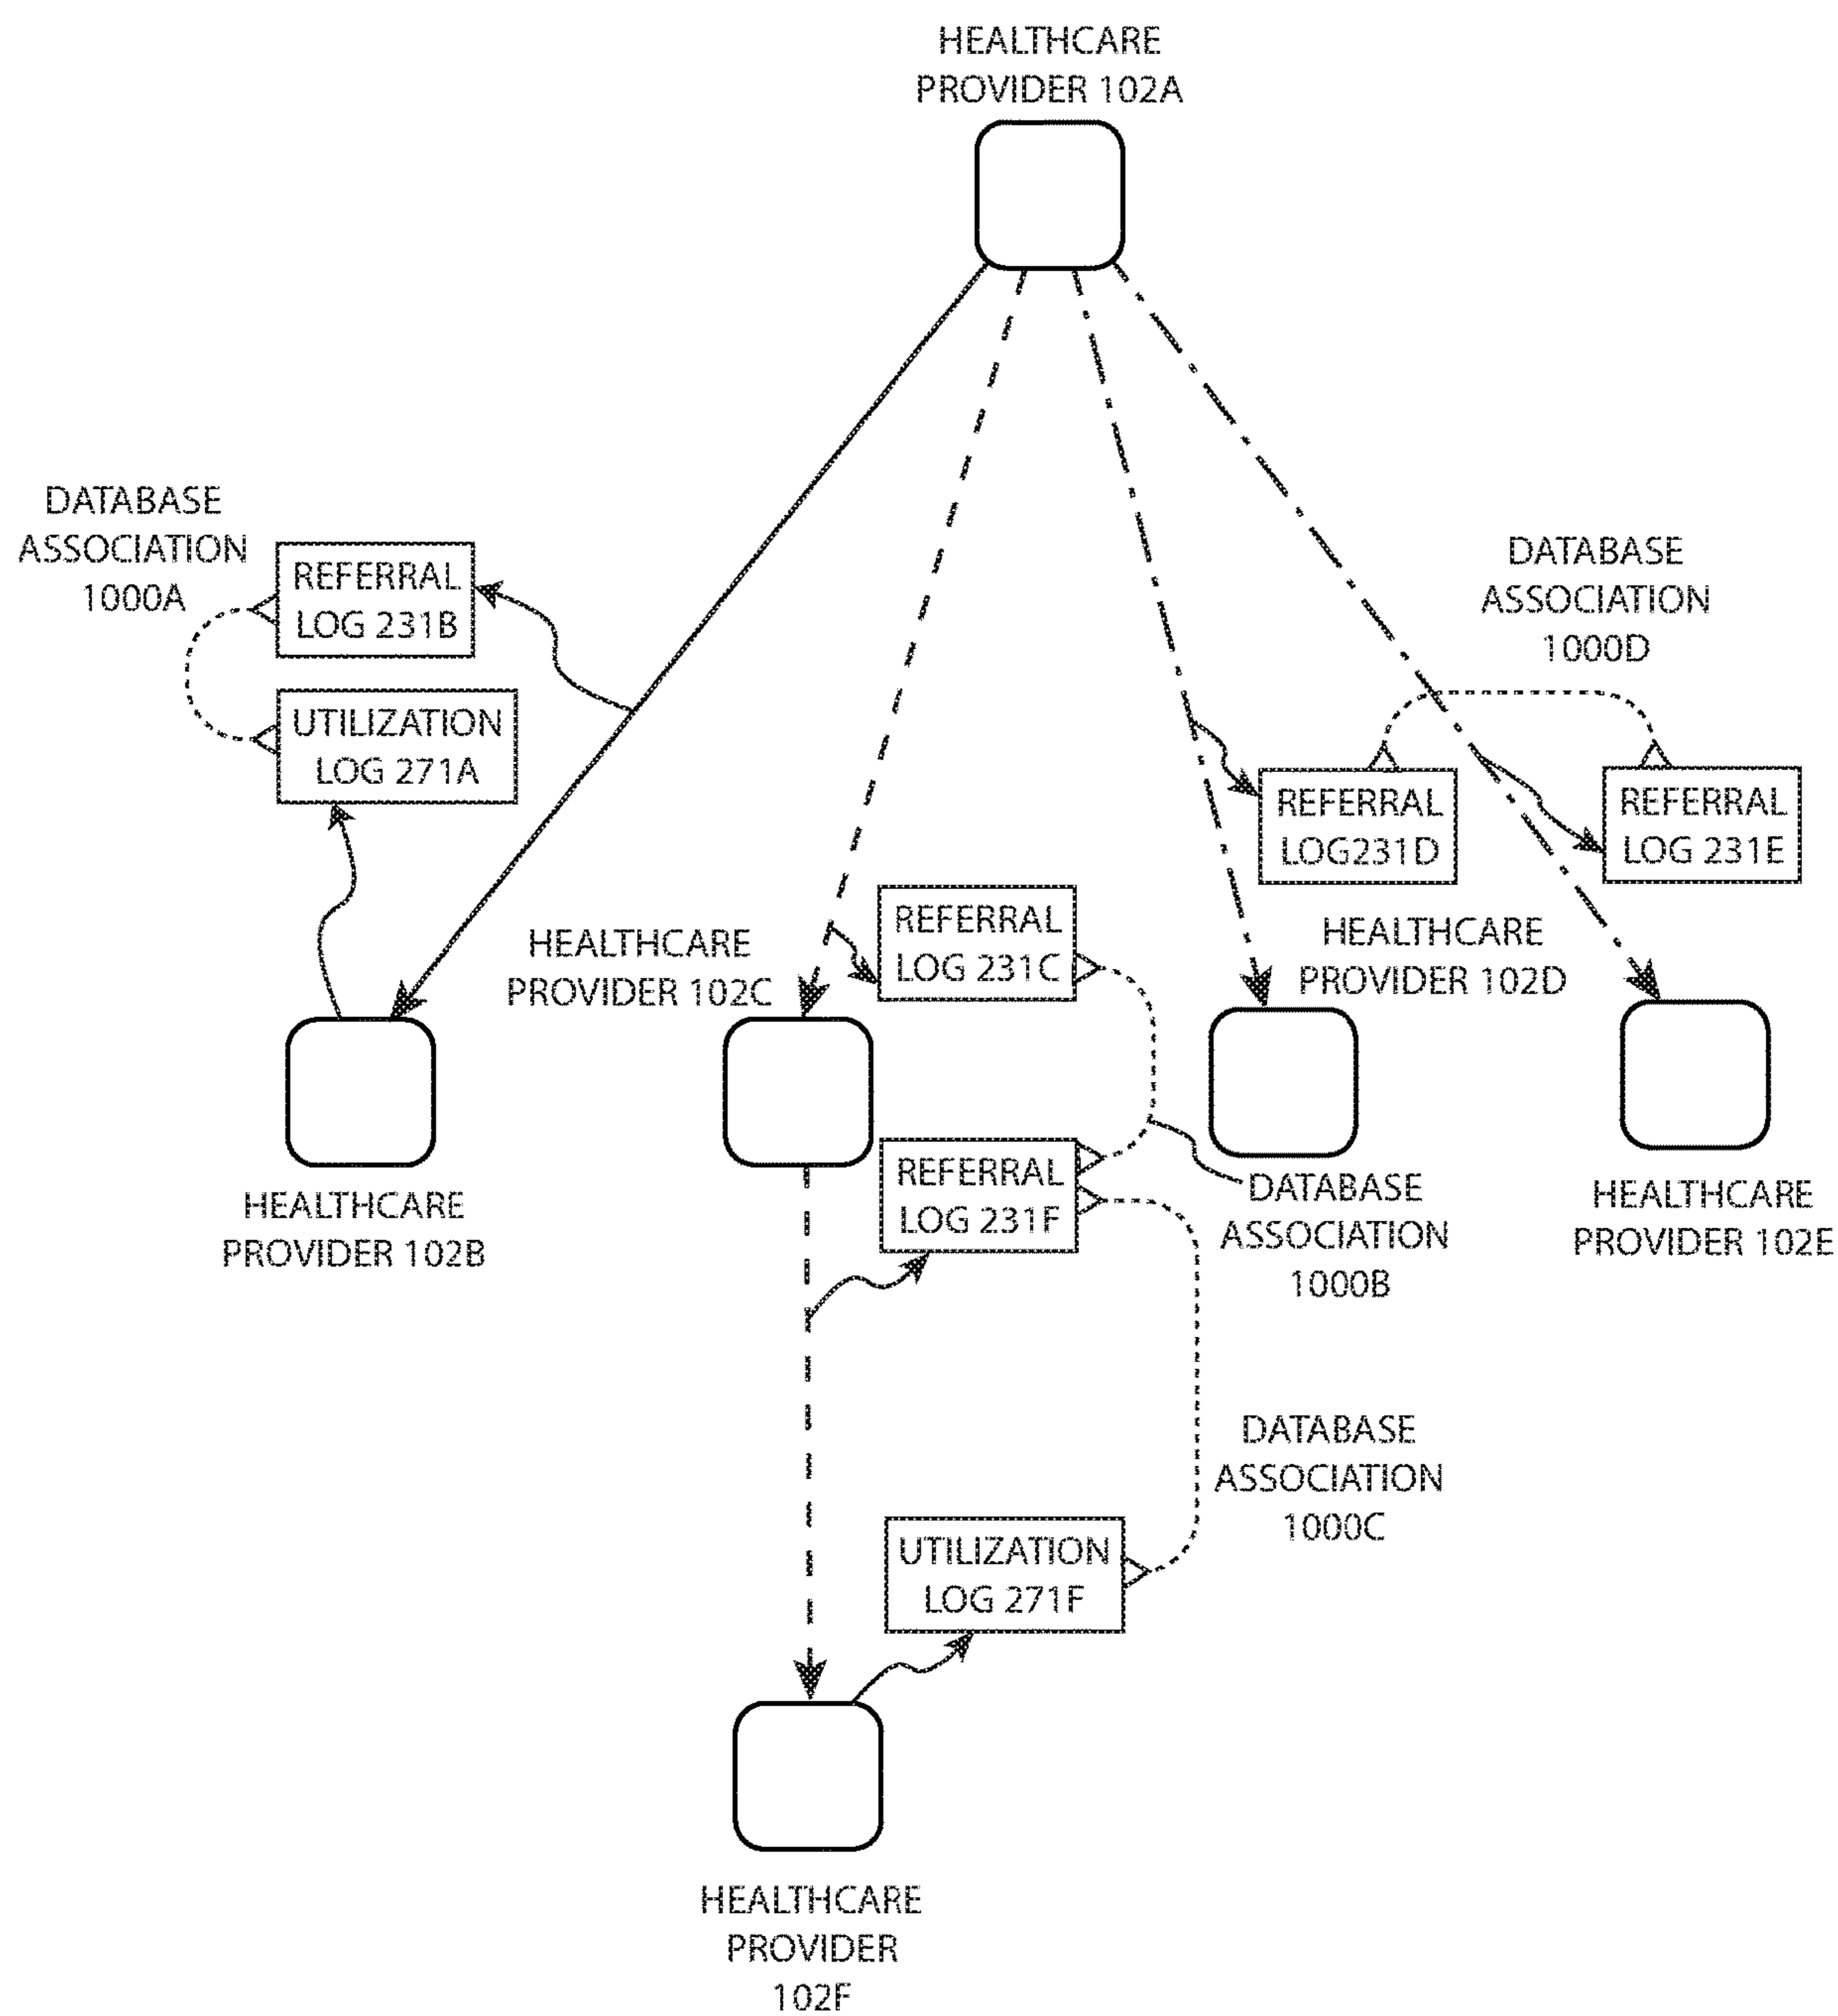 HEALTHCARE
PROVIDER 102A
DATABASE
ASSOCIATION
1000A
REFERRAL
LOG 231B
UTILIZATION
LOG 271A
DATABASE
ASSOCIATION
1000D
REFERRAL
LOG231D
REFERRAL
LOG 231E
HEALTHCARE
PROVIDER 102C
REFERRAL
LOG 231C
HEALTHCARE
PROVIDER 102D
HEALTHCARE
PROVIDER 102B
REFERRAL
LOG 231F
DATABASE
ASSOCIATION
1000B
HEALTHCARE
PROVIDER 102E
DATABASE
ASSOCIATION
1000C
UTILIZATION
LOG 271F
HEALTHCARE
PROVIDER
102F